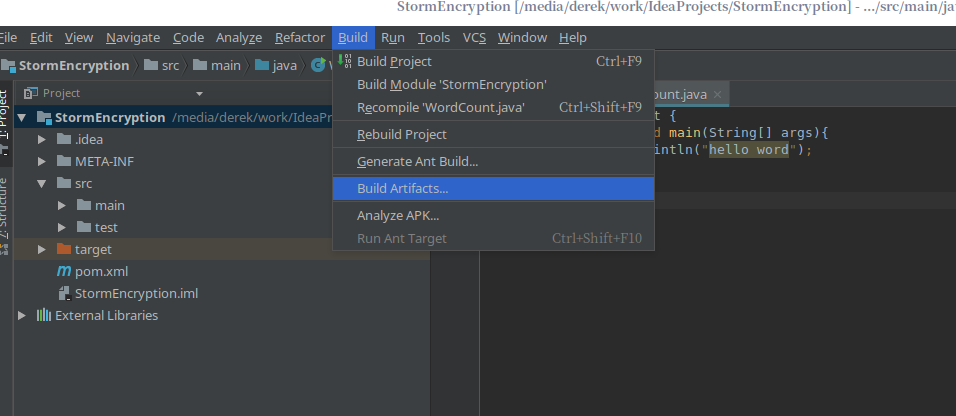 StormEncryption [/media/derek/work/IdeaProjects/StormEncryption] - .../src/main/ja
File Edit View Navigate Code Analyze Refactor Build Run Tools VCS Window Help
StormEncryption src main java
Build Project Ctrl+F9
Build Module 'StormEncryption'
Recompile 'WordCount.java' Ctrl+Shift+F9
Rebuild Project
Generate Ant Build...
Build Artifacts...
Analyze APK...
Run Ant Target Ctrl+Shift+F10
1: Project
2: Structure
Project
StormEncryption /media/derek/work/IdeaPr
.idea
META-INF
src
main
test
target
pom.xml
StormEncryption.iml
External Libraries
ount.java
t {
d main(String[] args){
intln("hello word");